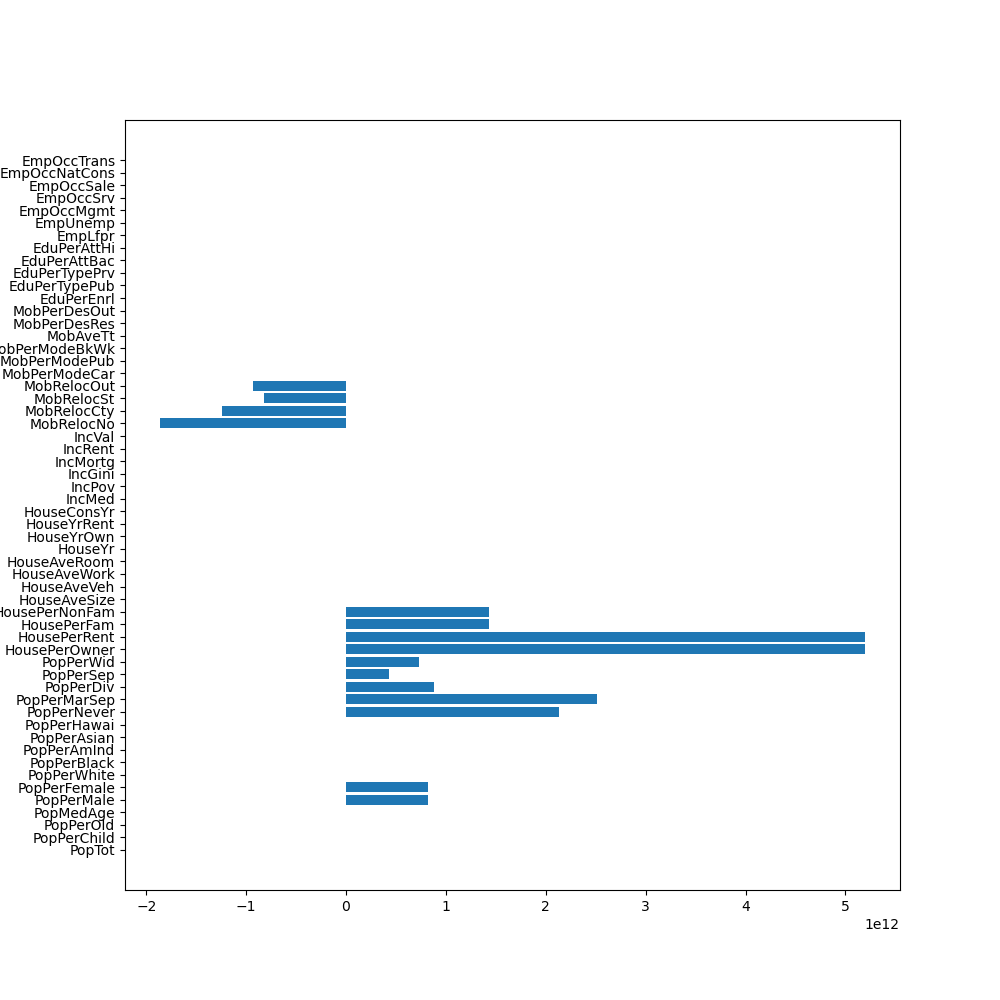 EmpOccTrans
EmpOccNatCons
EmpOccSale
EmpOccSrv
EmpOccMgmt
EmpUnemp
EmpLfpr
EduPerAttHi
EduPerAttBac
EduPerTypePrv
EduPerTypePub
EduPerEnrl
MobPerDesOut
MobPerDesRes
MobAveTt
obPerModeBkWk
MobPerModePub
MobPerModeCar
MobRelocOut
MobRelocSt
MobRelocCty
MobRelocNo
IncVal
IncRent
IncMortg
IncGini
IncPov
IncMed
HouseConsYr
HouseYrRent
HouseYrOwn
HouseYr
HouseAveRoom
HouseAveWork
HouseAveVeh
HouseAveSize
HousePerNonFam
HousePerFam
HousePerRent
HousePerOwner
PopPerWid
PopPerSep
PopPerDiv
PopPerMarSep
PopPerNever
PopPerHawai
PopPerAsian
PopPerAmInd
PopPerBlack
PopPerWhite
PopPerFemale
PopPerMale
PopMedAge
PopPerOld
PopPerChild
PopTot
−2 −1 0 1 2 3 4 5
1e12